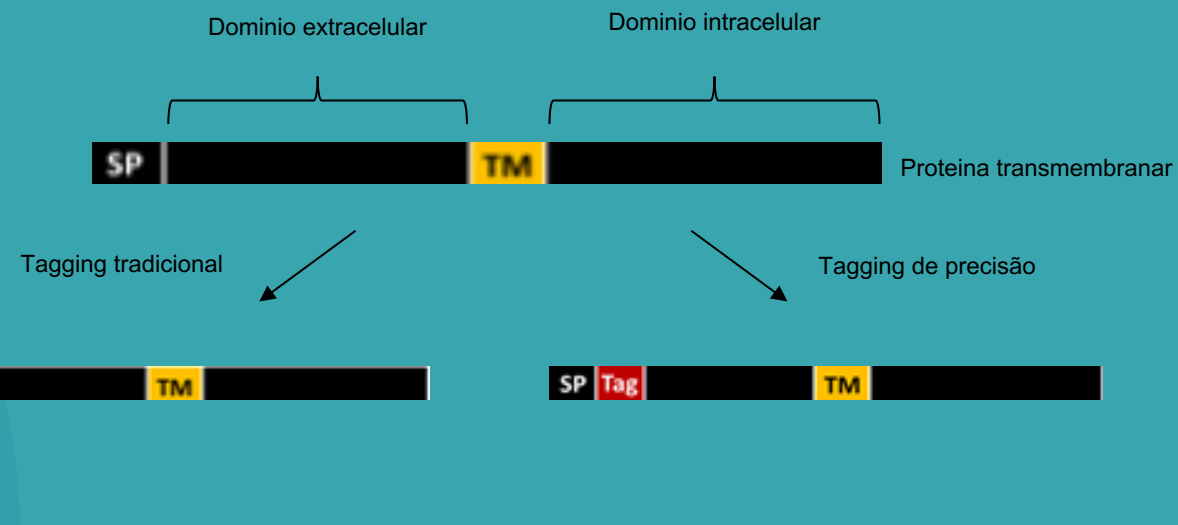 Dominio extracelular
Dominio intracelular
SP
TM
Proteina transmembranar
Tagging tradicional
Tagging de precisão
TM
SP Tag TM